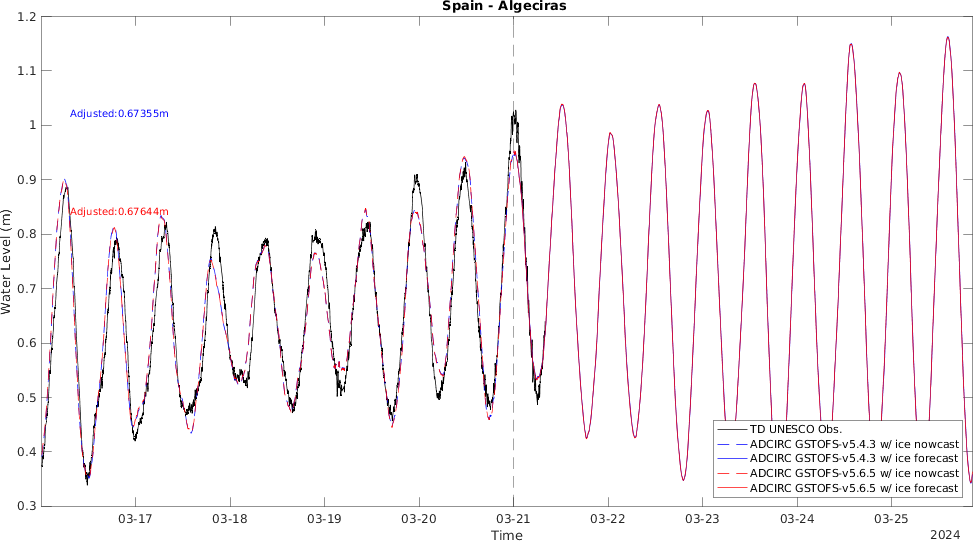 Spain - Algeciras
1.2
1.1
1
0.9
0.8
0.7
0.6
0.5
0.4
0.3
Water Level (m)
Adjusted:0.67355m
Adjusted:0.67644m
TD UNESCO Obs.
ADCIRC GSTOFS-v5.4.3 w/ ice nowcast
ADCIRC GSTOFS-v5.4.3 w/ ice forecast
ADCIRC GSTOFS-v5.6.5 w/ ice nowcast
ADCIRC GSTOFS-v5.6.5 w/ ice forecast
03-17 03-18 03-19 03-20 03-21 03-22 03-23 03-24 03-25
Time
2024